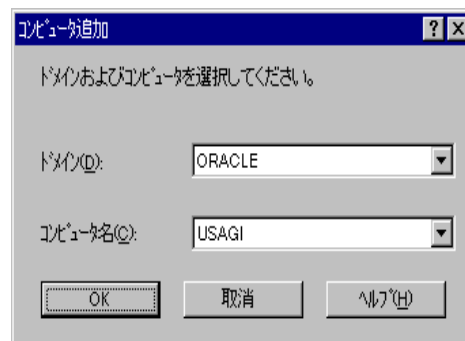 コンピュータ追加
ドメインおよびコンピュータを選択してください。
ドメイン(D): ORACLE
コンピュータ名(C): USAGI
OK 取消 ヘルプ(H)